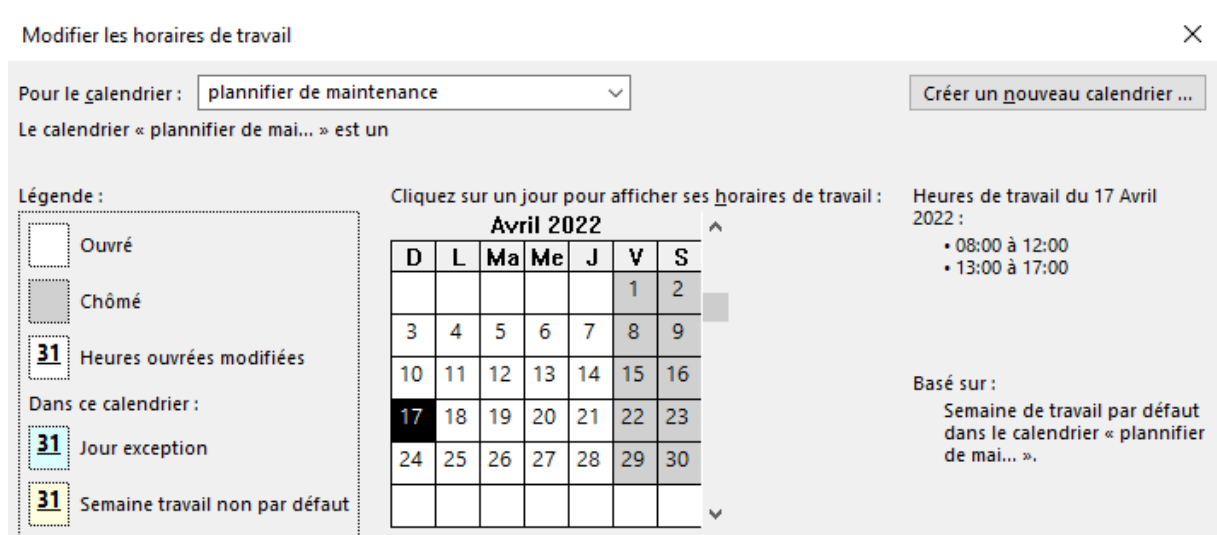 Modifier les horaires de travail
Pour le calendrier : plannifier de maintenance Créer un nouveau calendrier ...
Le calendrier « plannifier de mai... » est un
Légende :
Ouvré
Chômé
31 Heures ouvrées modifiées
Dans ce calendrier :
31 Jour exception
31 Semaine travail non par défaut
Cliquez sur un jour pour afficher ses horaires de travail :
Avril 2022
D L Ma Me J V S
1 2
3 4 5 6 7 8 9
10 11 12 13 14 15 16
17 18 19 20 21 22 23
24 25 26 27 28 29 30
Heures de travail du 17 Avril
2022 :
• 08:00 à 12:00
• 13:00 à 17:00
Basé sur :
Semaine de travail par défaut
dans le calendrier « plannifier
de mai... ».